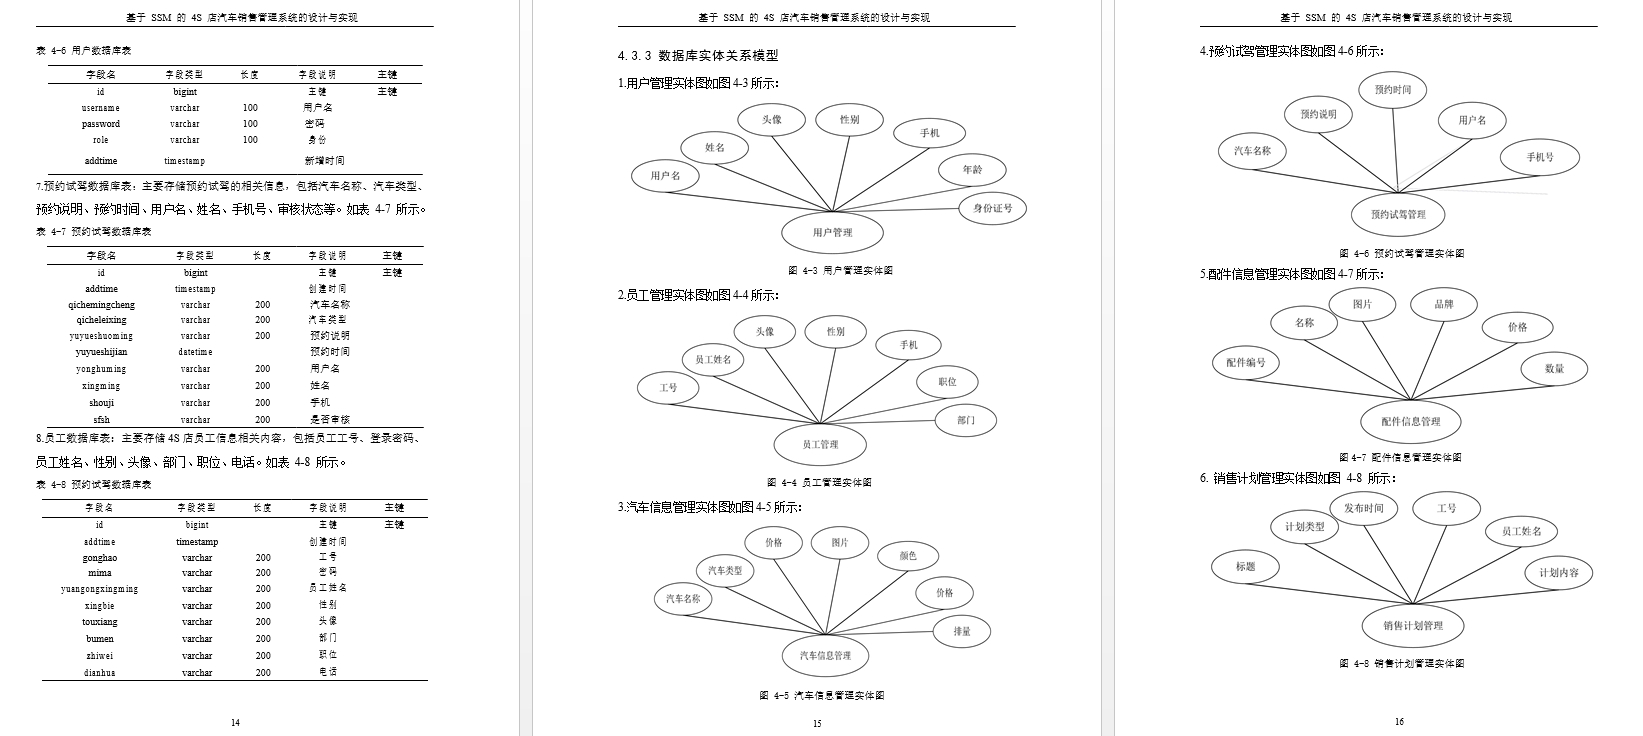 基于 SSM 的 4S 店汽车销售管理系统的设计与实现
表 4-6 用户数据库表
字段名 字段类型 长度 字段说明 主键
id bigint 主键 主键
username varchar 100 用户名
password varchar 100 密码
role varchar 100 身份
addtime timestamp 新增时间
7.预约试驾数据库表：主要存储预约试驾的相关信息，包括汽车名称、汽车类型、
预约说明、预约时间、用户名、姓名、手机号、审核状态等。如表 4-7 所示。
表 4-7 预约试驾数据库表
字段名 字段类型 长度 字段说明 主键
id bigint 主键 主键
addtime timestamp 创建时间
qichemingcheng varchar 200 汽车名称
qicheleixing varchar 200 汽车类型
yuyueshuoming varchar 200 预约说明
yuyueshijian datetime 预约时间
yonghuming varchar 200 用户名
xingming varchar 200 姓名
shouji varchar 200 手机
sfsh varchar 200 是否审核
8.员工数据库表：主要存储 4S 店员工信息相关内容，包括员工工号、登录密码、
员工姓名、性别、头像、部门、职位、电话。如表 4-8 所示。
表 4-8 预约试驾数据库表
字段名 字段类型 长度 字段说明 主键
id bigint 主键 主键
addtime timestamp 创建时间
gonghao varchar 200 工号
mima varchar 200 密码
yuangongxingming varchar 200 员工姓名
xingbie varchar 200 性别
touxiang varchar 200 头像
bumen varchar 200 部门
zhiwei varchar 200 职位
dianhua varchar 200 电话
14
基于 SSM 的 4S 店汽车销售管理系统的设计与实现
4.3.3 数据库实体关系模型
1.用户管理实体图如图 4-3 所示：
头像 性别
手机
姓名
年龄
用户名
身份证号
用户管理
图 4-3 用户管理实体图
2.员工管理实体图如图 4-4 所示：
头像 性别
手机
员工姓名
职位
工号
部门
员工管理
图 4-4 员工管理实体图
3.汽车信息管理实体图如图 4-5 所示：
价格 图片
颜色
汽车类型
价格
汽车名称
排量
汽车信息管理
图 4-5 汽车信息管理实体图
15
基于 SSM 的 4S 店汽车销售管理系统的设计与实现
4.预约试驾管理实体图如图 4-6 所示：
预约时间
预约说明
用户名
汽车名称
手机号
预约试驾管理
图 4-6 预约试驾管理实体图
5.配件信息管理实体图如图 4-7 所示：
图片 品牌
名称
价格
配件编号
数量
配件信息管理
图 4-7 配件信息管理实体图
6. 销售计划管理实体图如图 4-8 所示：
发布时间 工号
计划类型
员工姓名
标题
计划内容
销售计划管理
图 4-8 销售计划管理实体图
16